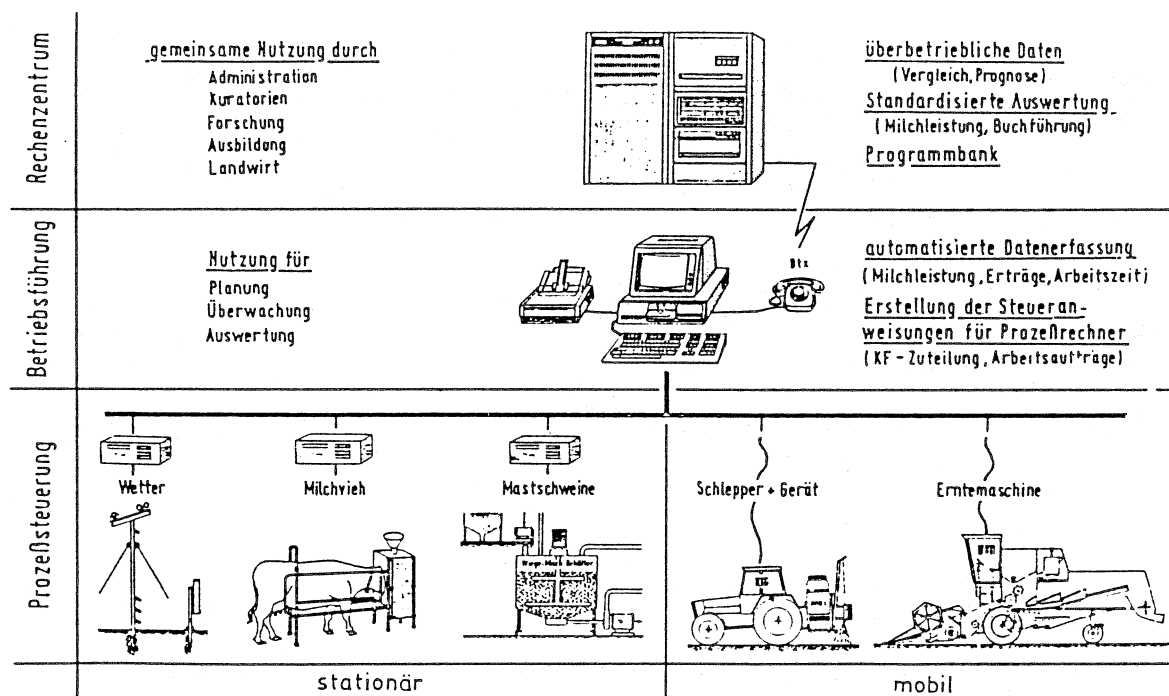 Rechenzentrum
gemeinsame Nutzung durch
Administration
Kuratorien
Forschung
Ausbildung
Landwirt
überbetriebliche Daten
(Vergleich, Prognose)
Standardisierte Auswertung
(Milchleistung, Buchführung)
Programmbank
Betriebsführung
Nutzung für
Planung
Überwachung
Auswertung
Btx
automatisierte Datenerfassung
(Milchleistung, Erträge, Arbeitszeit)
Erstellung der Steueran-
weisungen für Prozeßrechner
(KF-Zuteilung, Arbeitsaufträge)
Prozeßsteuerung
Wetter
Milchvieh
Mastschweine
Schlepper + Gerät
Erntemaschine
stationär
mobil